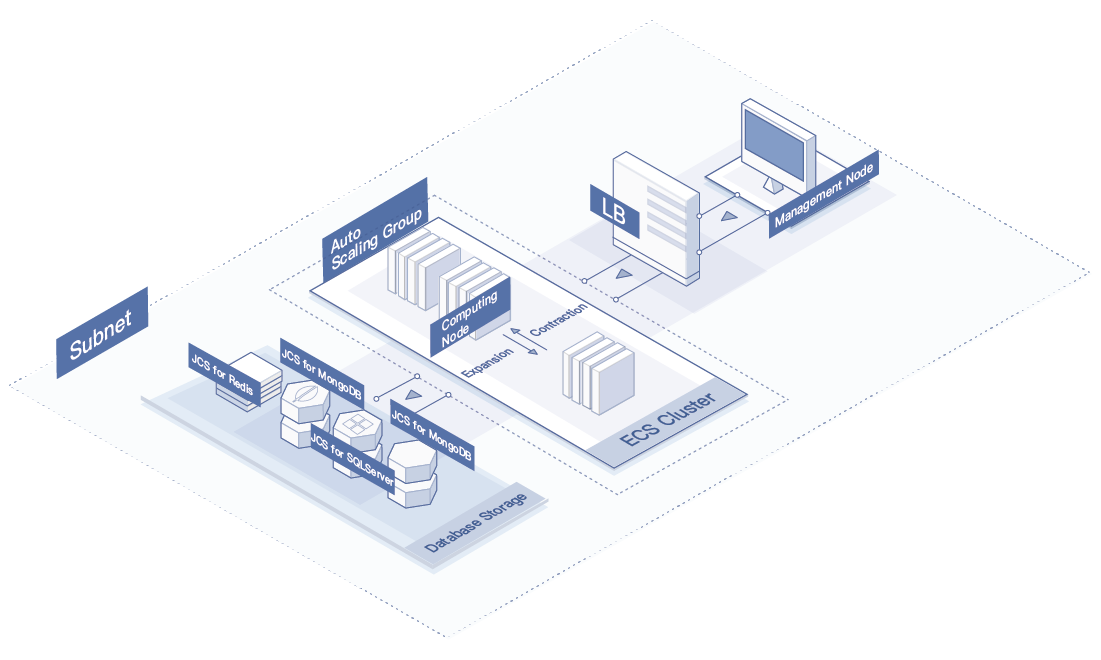 Management Node
LB
Auto
Scaling Group
Computing
Node
Expansion
Contraction
ECS Cluster
Subnet
JCS for Redis
JCS for MongoDB
JCS for SQLServer
JCS for MongoDB
Database Storage